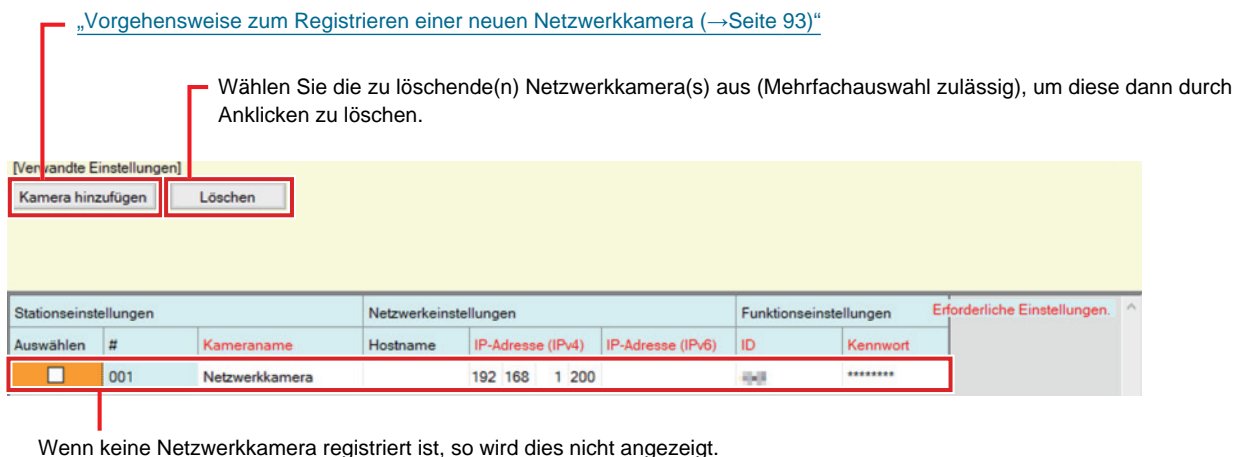 „Vorgehensweise zum Registrieren einer neuen Netzwerkkamera (→Seite 93)“
Wählen Sie die zu löschende(n) Netzwerkkamera(s) aus (Mehrfachauswahl zulässig), um diese dann durch
Anklicken zu löschen.
[Verwandte Einstellungen]
Kamera hinzufügen Löschen
Stationseinstellungen Netzwerkeinstellungen Funktionseinstellungen Erforderliche Einstellungen.
Auswählen # Kameraname Hostname IP-Adresse (IPv4) IP-Adresse (IPv6) ID Kennwort
001 Netzwerkkamera 192 168 1 200 ********
Wenn keine Netzwerkkamera registriert ist, so wird dies nicht angezeigt.